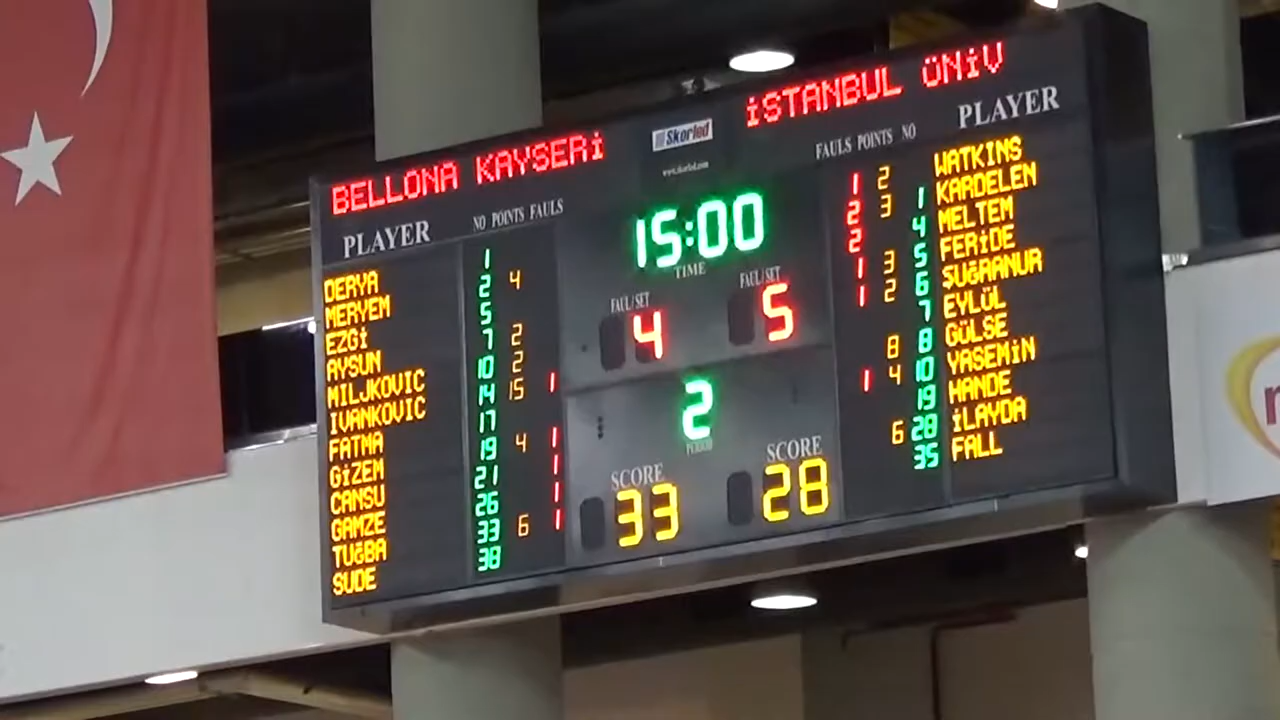 BELLONA KAYSERİ
İSTANBUL ÜNİV
Skorled
www.skorled.com
PLAYER NO POINTS FAULS
DERYA 1
MERYEM 2 4
EZGİ 5
AYSUN 7 2
MILJKOVIC 10 2
IVANKOVIC 14 15 1
FATMA 17
GİZEM 19 4 1
CANSU 21 1
GAMZE 26 1
TUĞBA 33 6 1
SUDE 38
15:00
TIME
FAUL/SET FAUL/SET
4 5
2
PERIOD
SCORE SCORE
33 28
FAULS POINTS NO PLAYER
1 2 WATKINS
2 3 1 KARDELEN
2 4 MELTEM
1 3 5 FERİDE
1 2 6 ŞUĞRANUR
7 EYLÜL
8 8 GÜLSE
1 4 10 YASEMİN
19 HANDE
6 28 İLAYDA
35 FALL